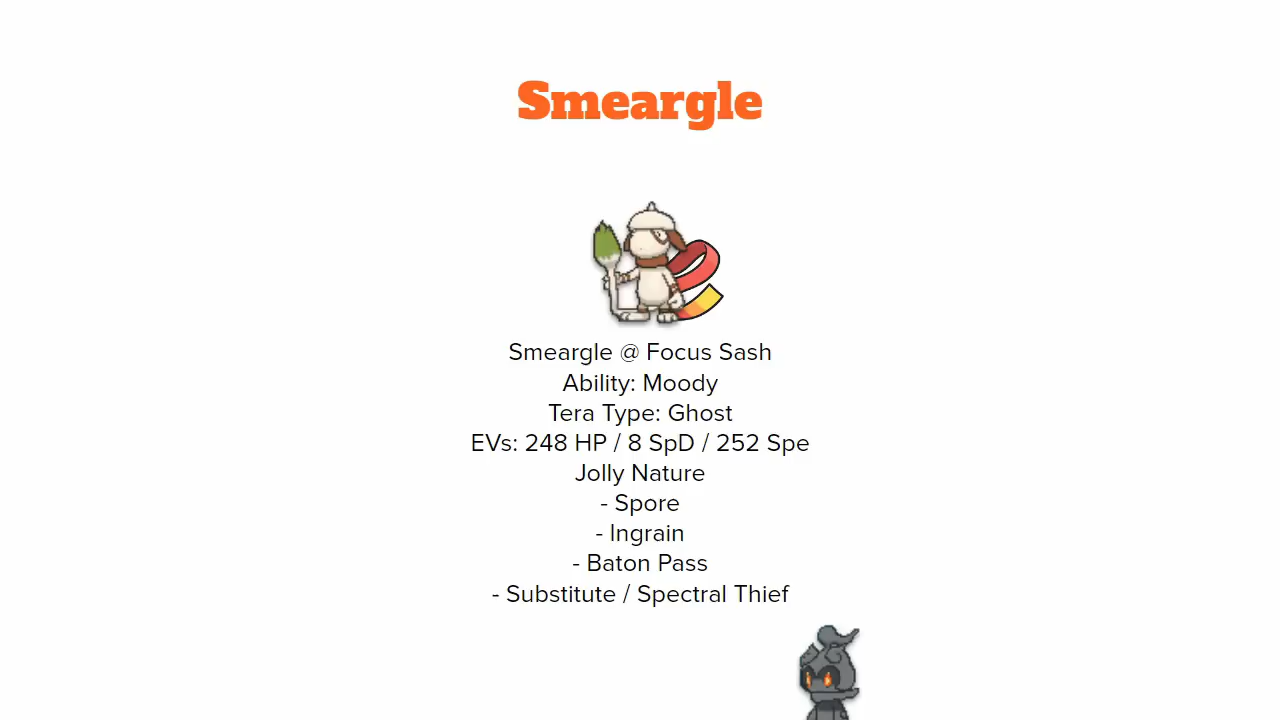 Smeargle
Smeargle @ Focus Sash
Ability: Moody
Tera Type: Ghost
EVs: 248 HP / 8 SpD / 252 Spe
Jolly Nature
- Spore
- Ingrain
- Baton Pass
- Substitute / Spectral Thief